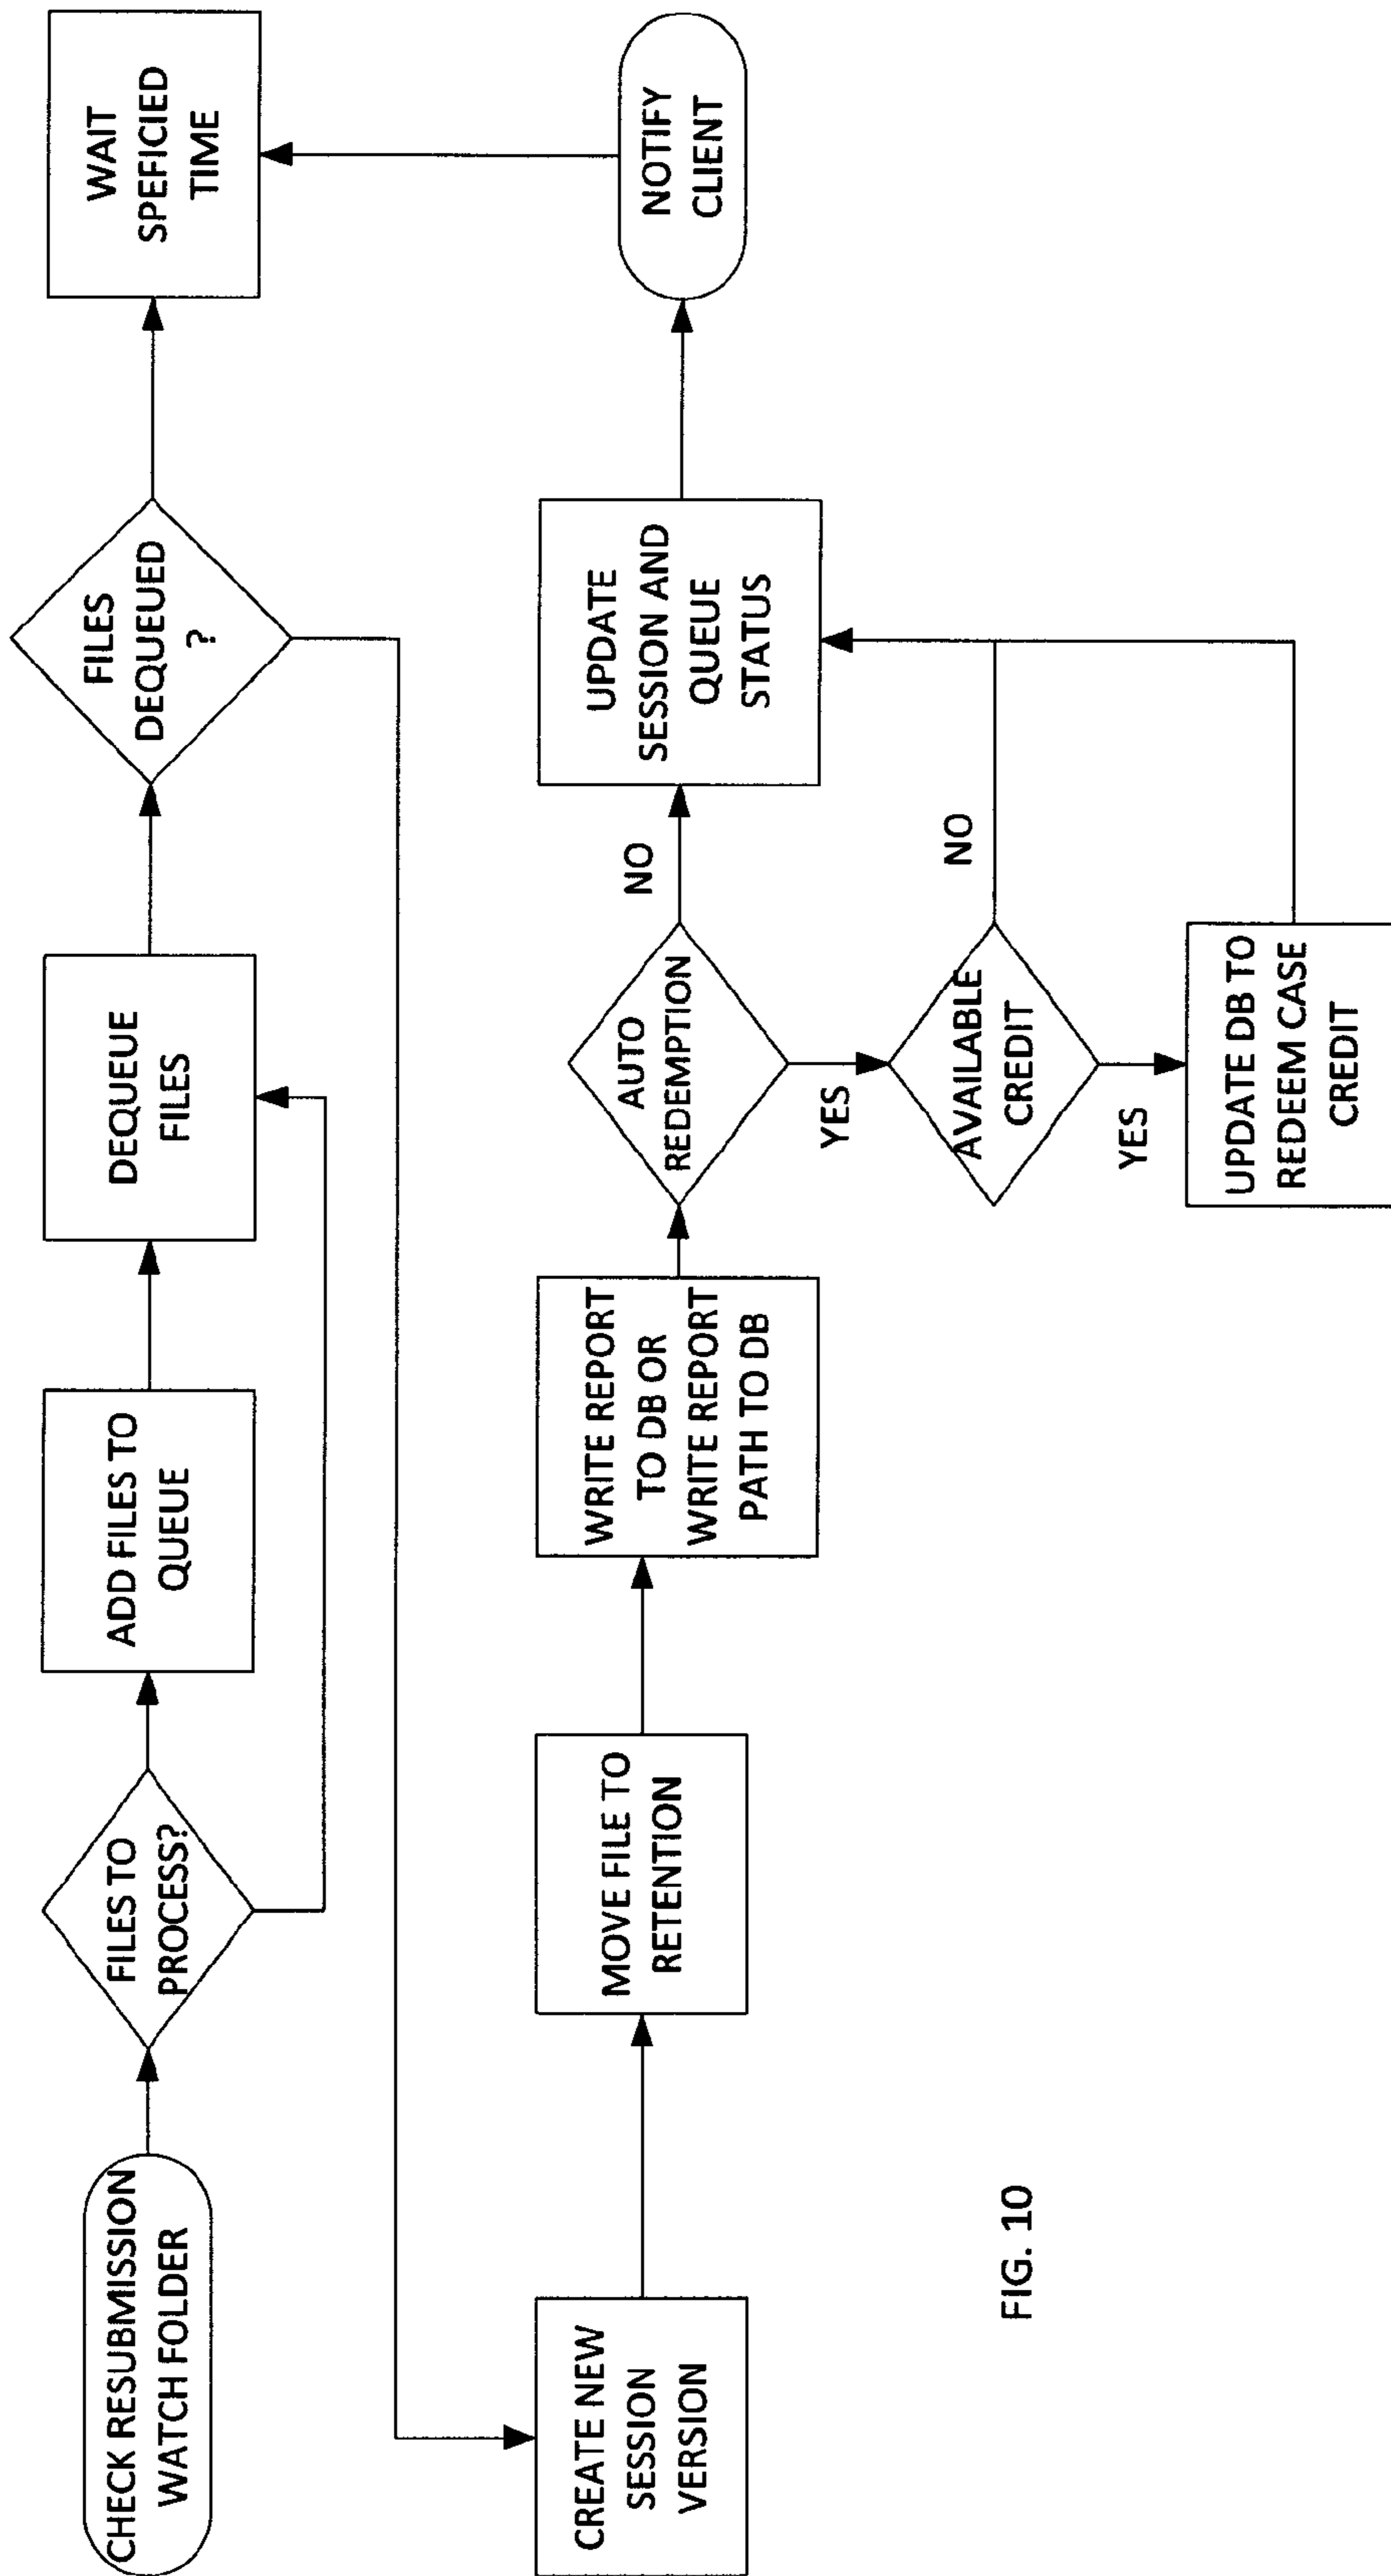 CHECK RESUBMISSION
WATCH FOLDER
FILES TO
PROCESS?
ADD FILES TO
QUEUE
DEQUEUE
FILES
FILES
DEQUEUED
?
WAIT
SPEFICIED
TIME
CREATE NEW
SESSION
VERSION
MOVE FILE TO
RETENTION
WRITE REPORT
TO DB OR
WRITE REPORT
PATH TO DB
AUTO
REDEMPTION
NO
UPDATE
SESSION AND
QUEUE
STATUS
NOTIFY
CLIENT
YES
AVAILABLE
CREDIT
NO
YES
UPDATE DB TO
REDEEM CASE
CREDIT
FIG. 10